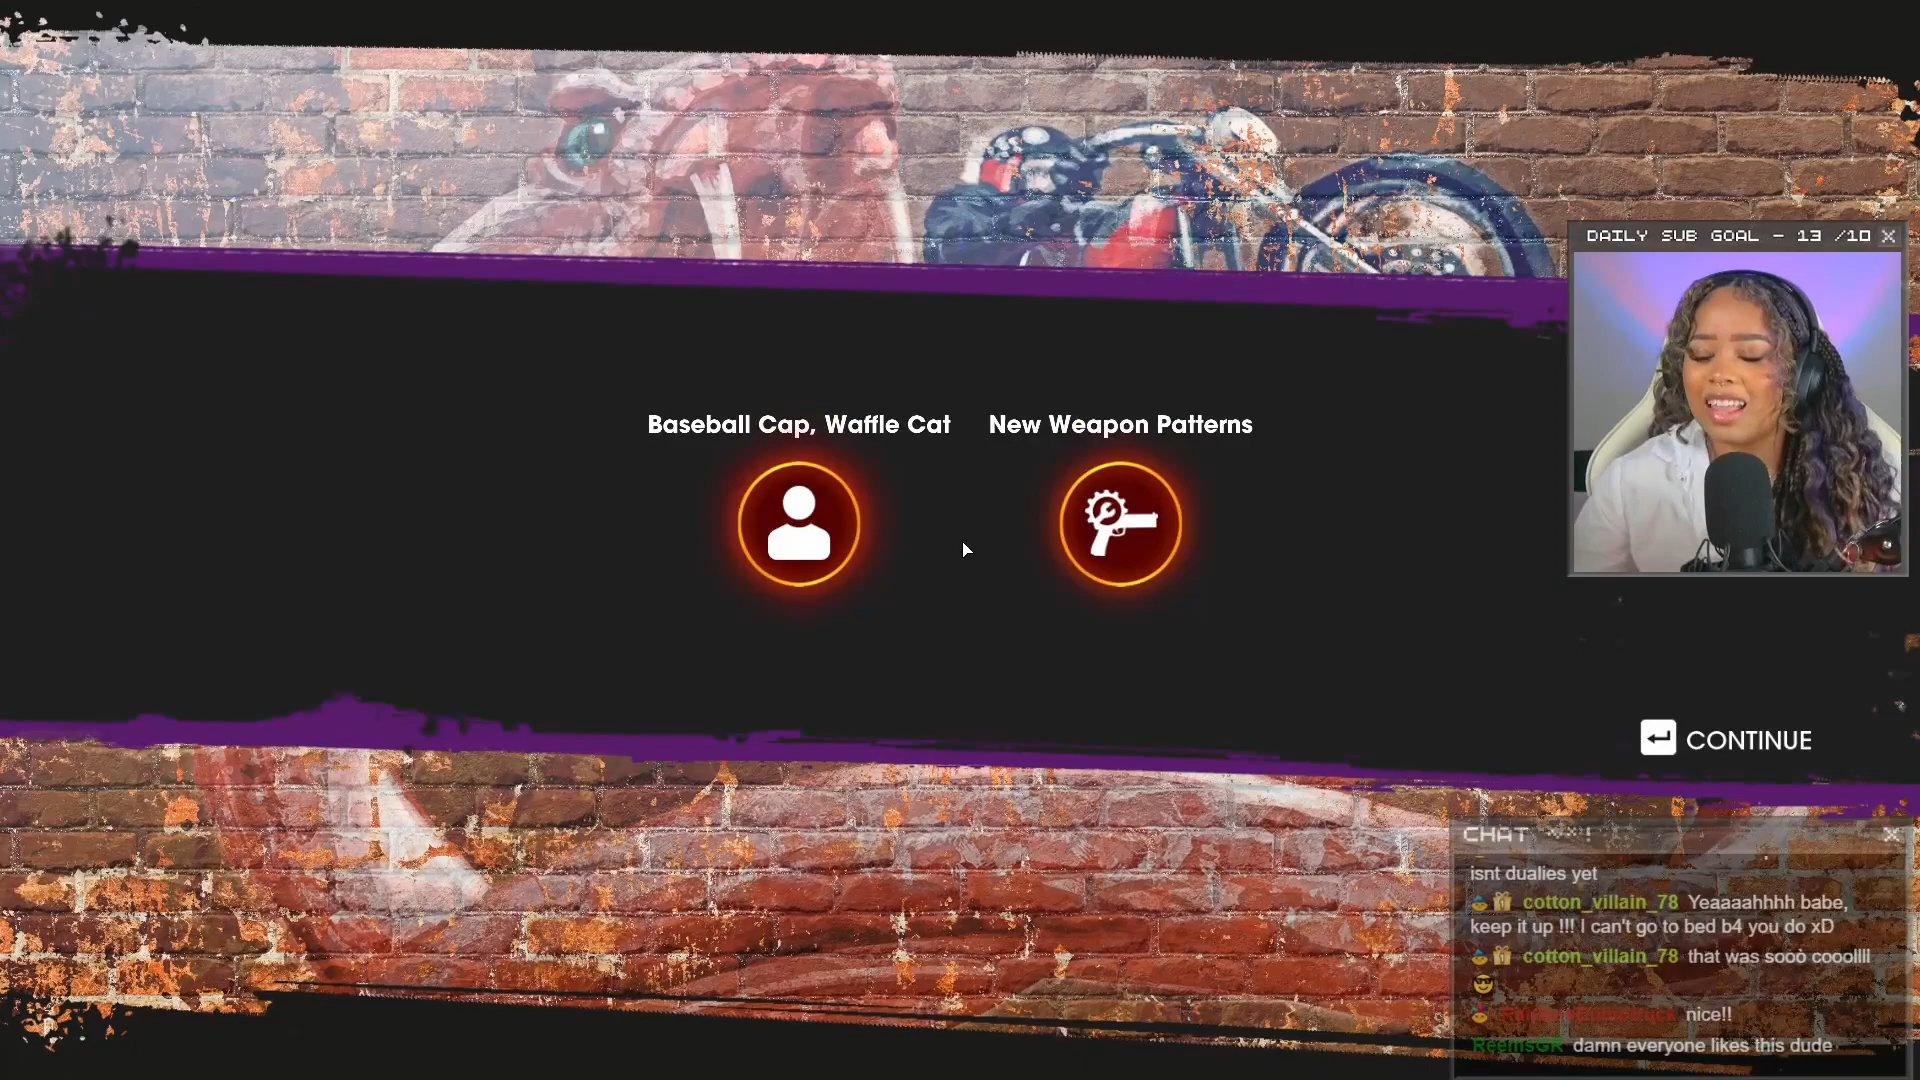 DAILY SUB GOAL - 13 /10
Baseball Cap, Waffle Cat
New Weapon Patterns
CONTINUE
CHAT
isnt dualies yet
cotton_villain_78 Yeaaaahhhh babe,
keep it up !!! I can't go to bed b4 you do xD
cotton_villain_78 that was sooò cooollll
nice!!
ReemsGR damn everyone likes this dude